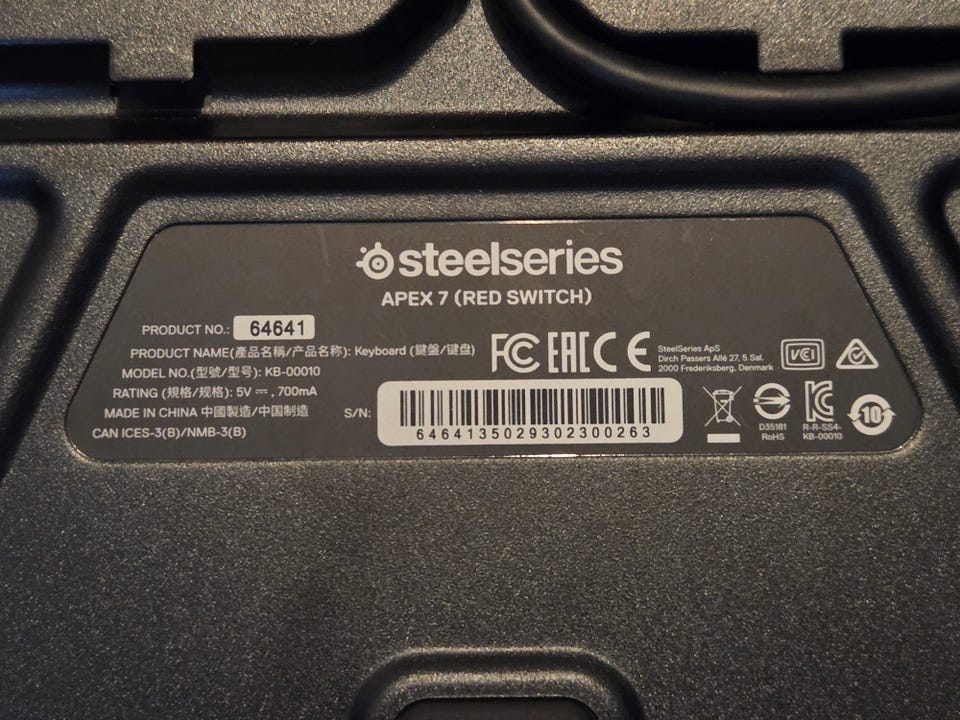 steelseries
APEX 7 (RED SWITCH)
PRODUCT NO.: 64641
PRODUCT NAME(產品名稱/产品名称): Keyboard (鍵盤/键盘)
MODEL NO.(型號/型号): KB-00010
RATING (規格/规格): 5V ⎓ , 700mA
MADE IN CHINA 中國製造/中国制造
CAN ICES-3(B)/NMB-3(B)
FC EAC CE
SteelSeries ApS
Dirch Passers Allé 27, 5 Sal.
2000 Frederiksberg, Denmark
VCI
S/N:
6464135029302300263
D35181
RoHS
R-R-SS4-
KB-00010
10